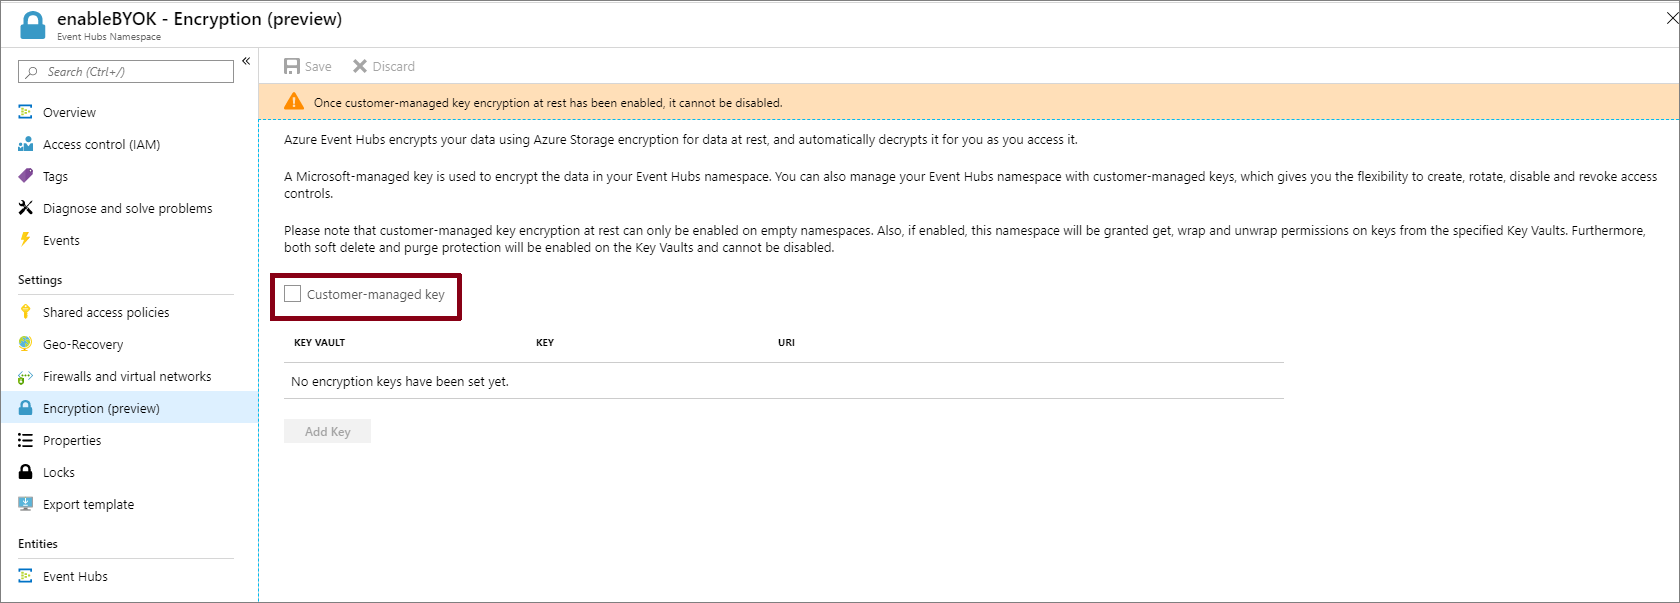 enableBYOK - Encryption (preview)
Event Hubs Namespace
Search (Ctrl+/)
«
Overview
Access control (IAM)
Tags
Diagnose and solve problems
Events
Settings
Shared access policies
Geo-Recovery
Firewalls and virtual networks
Encryption (preview)
Properties
Locks
Export template
Entities
Event Hubs
Save Discard
Once customer-managed key encryption at rest has been enabled, it cannot be disabled.
Azure Event Hubs encrypts your data using Azure Storage encryption for data at rest, and automatically decrypts it for you as you access it.
A Microsoft-managed key is used to encrypt the data in your Event Hubs namespace. You can also manage your Event Hubs namespace with customer-managed keys, which gives you the flexibility to create, rotate, disable and revoke access
controls.
Please note that customer-managed key encryption at rest can only be enabled on empty namespaces. Also, if enabled, this namespace will be granted get, wrap and unwrap permissions on keys from the specified Key Vaults. Furthermore,
both soft delete and purge protection will be enabled on the Key Vaults and cannot be disabled.
Customer-managed key
KEY VAULT KEY URI
No encryption keys have been set yet.
Add Key